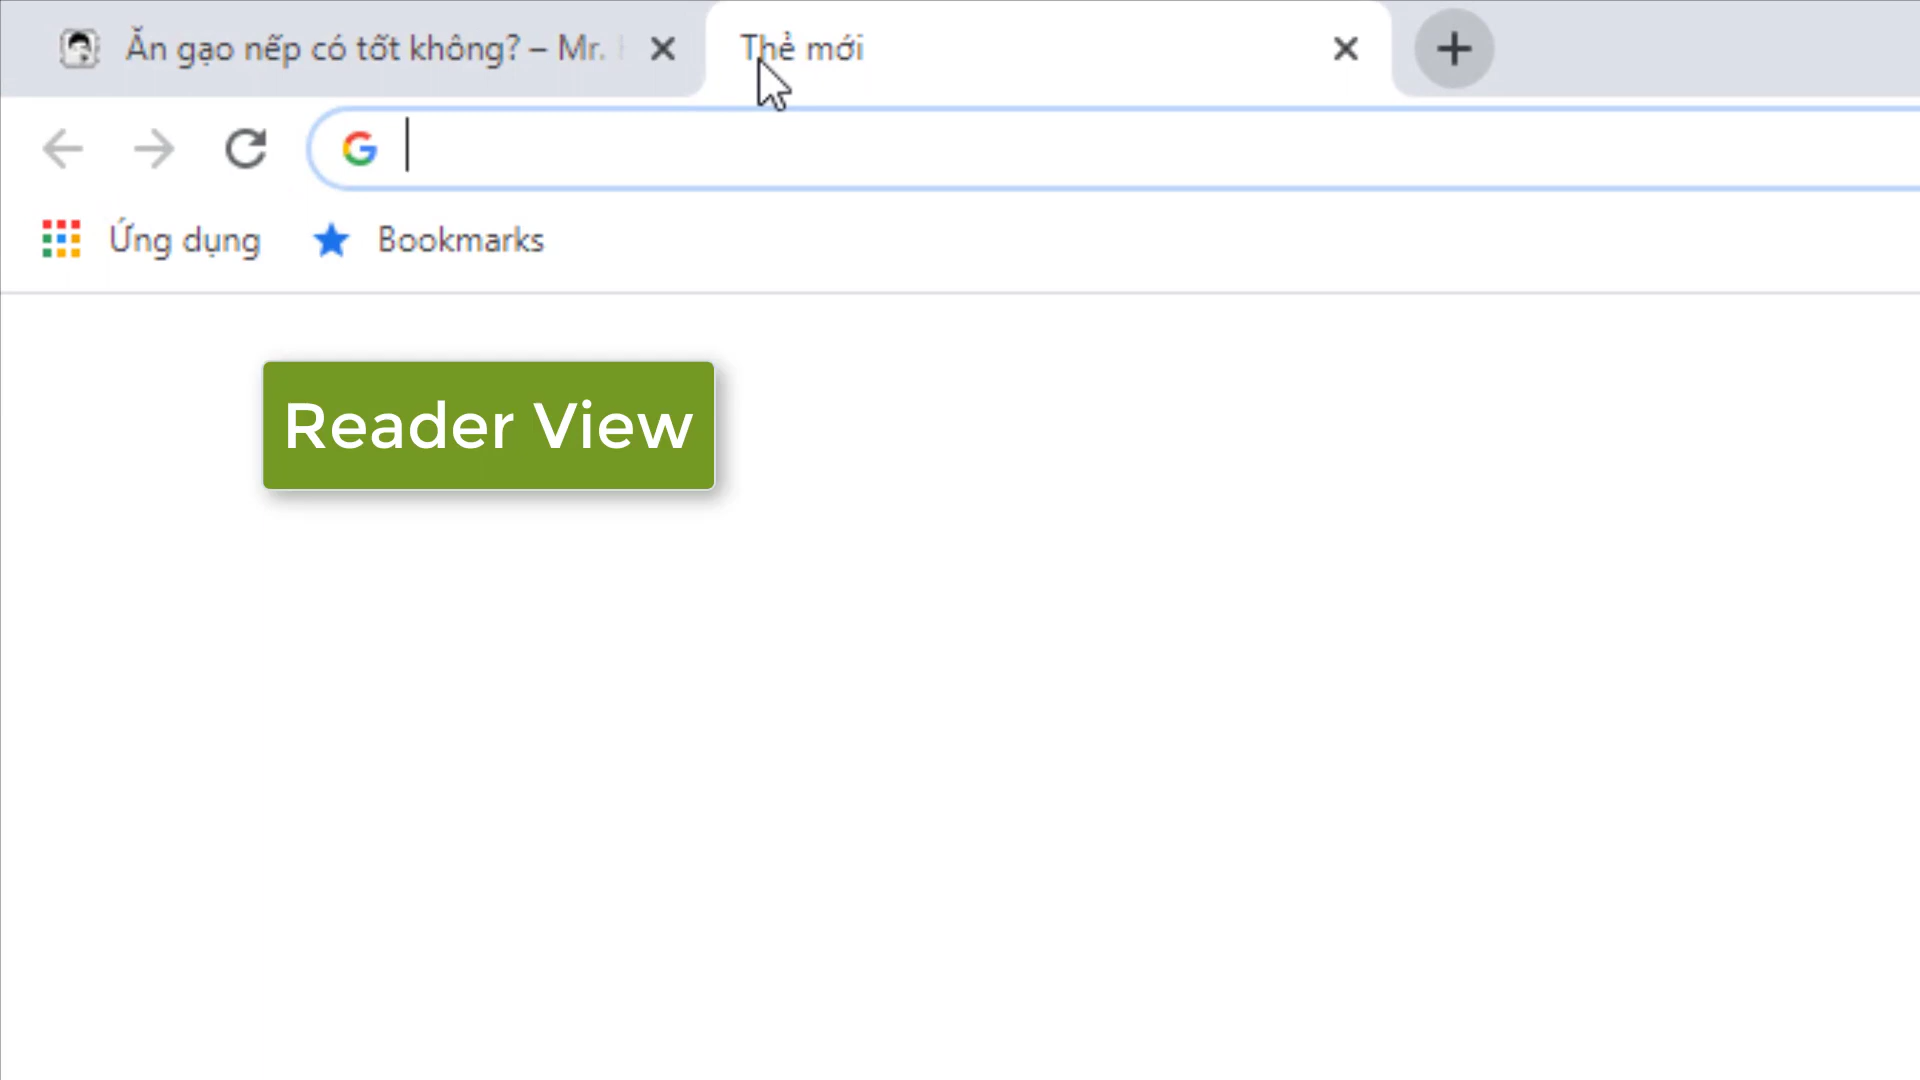 Ăn gạo nếp có tốt không? – Mr.
Thẻ mới
Ứng dụng
Bookmarks
Reader View